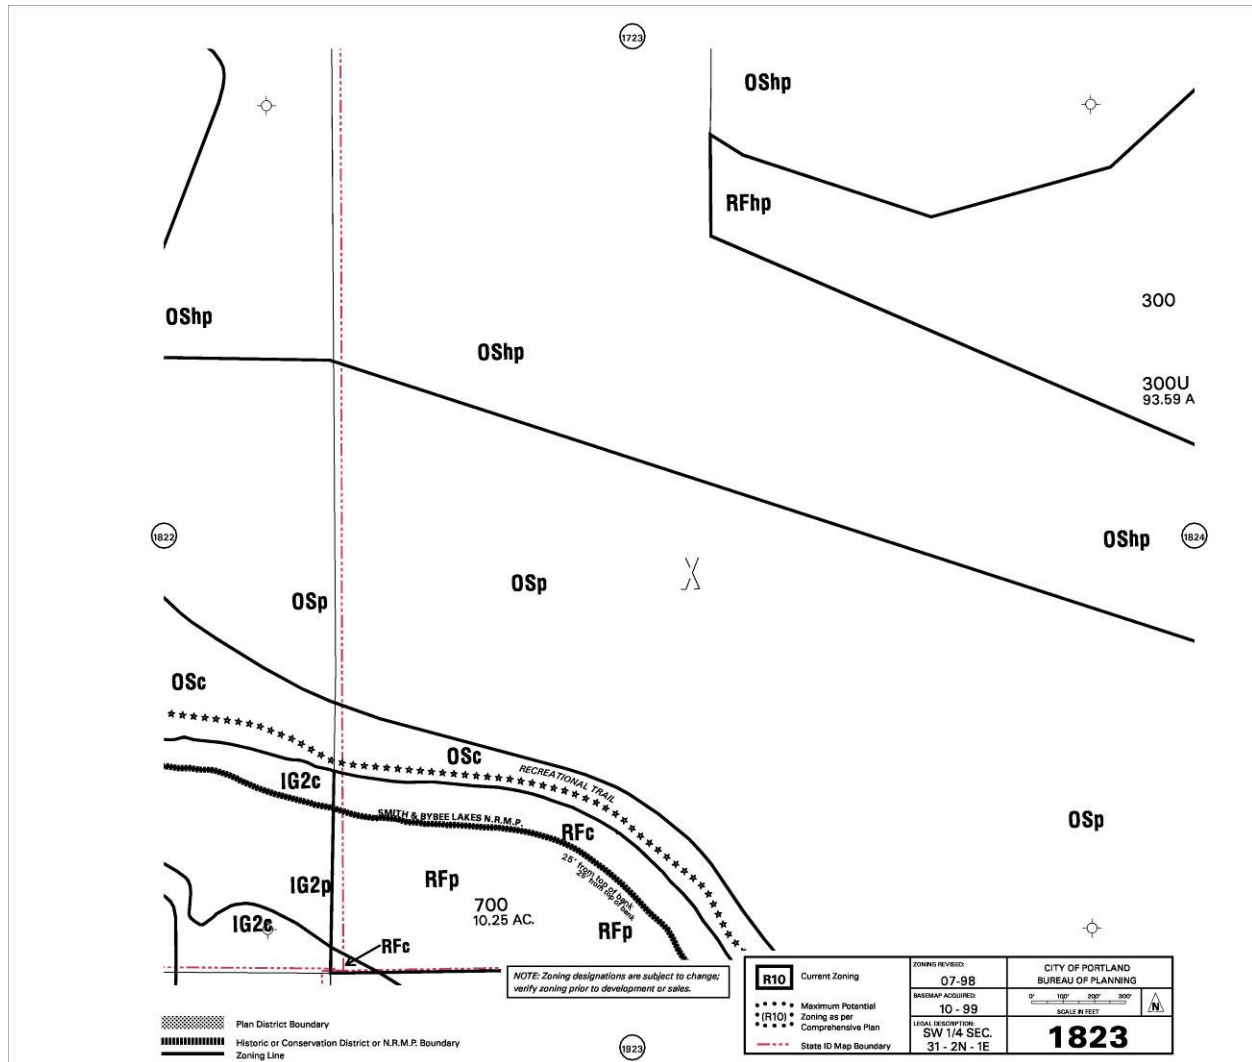 1723
OShp
RFhp
300
OShp
OShp
300U
93.59 A
1822
OShp
1824
OSp
OSp
OSc
OSc
RECREATIONAL TRAIL
IG2c
SMITH & BYBEE LAKES N.R.M.P.
RFc
OSp
25' from top of bank
25' from top of bank
IG2p
RFp
700
10.25 AC.
IG2c
RFp
RFc
NOTE: Zoning designations are subject to change;
verify zoning prior to development or sales.
Plan District Boundary
Historic or Conservation District or N.R.M.P. Boundary
Zoning Line
1923
R10 Current Zoning
(R10) Maximum Potential
Zoning as per
Comprehensive Plan
State ID Map Boundary
ZONING REVISED:
07-98
BASEMAP ACQUIRED:
10 - 99
LEGAL DESCRIPTION:
SW 1/4 SEC.
31 - 2N - 1E
CITY OF PORTLAND
BUREAU OF PLANNING
0' 100' 200' 300'
SCALE IN FEET
N
1823